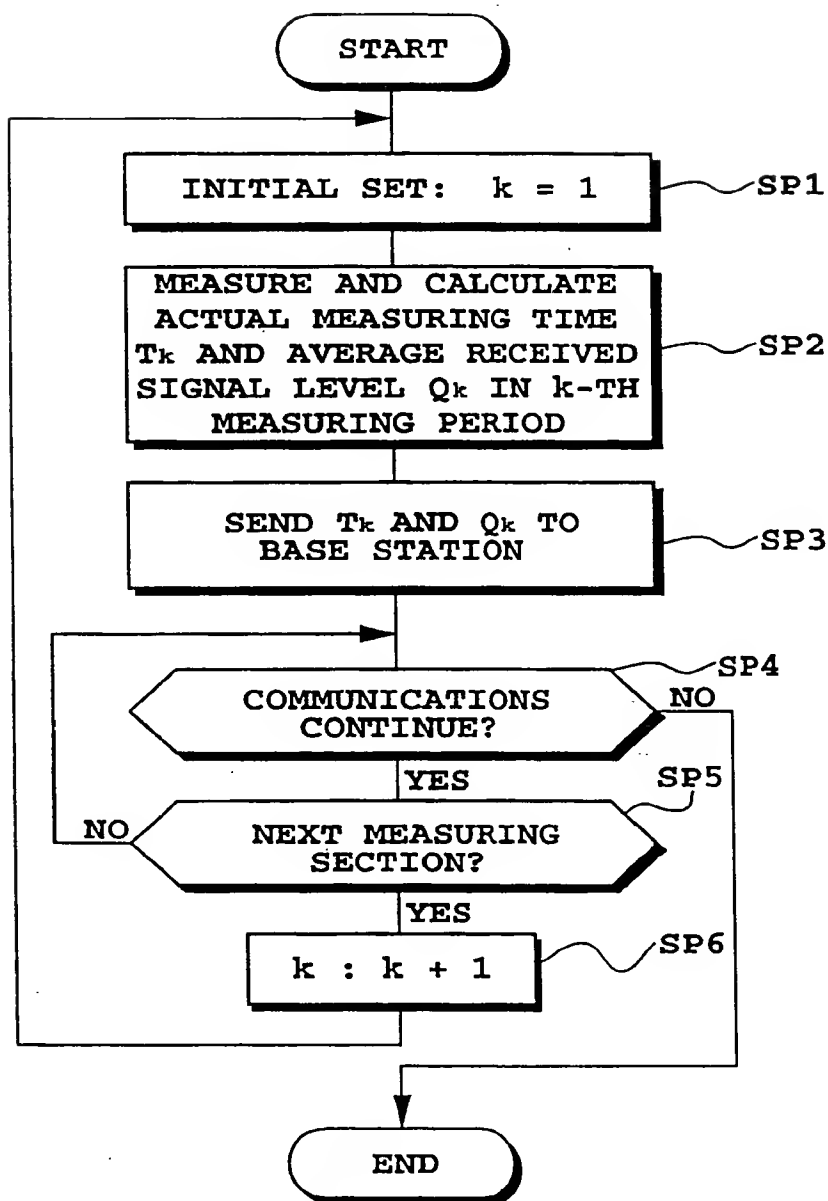 START
INITIAL SET: k = 1
SP1
MEASURE AND CALCULATE
ACTUAL MEASURING TIME
Tk AND AVERAGE RECEIVED
SIGNAL LEVEL Qk IN k-TH
MEASURING PERIOD
SP2
SEND Tk AND Qk TO
BASE STATION
SP3
SP4
COMMUNICATIONS
CONTINUE?
NO
YES
SP5
NO
NEXT MEASURING
SECTION?
YES
SP6
k : k + 1
END